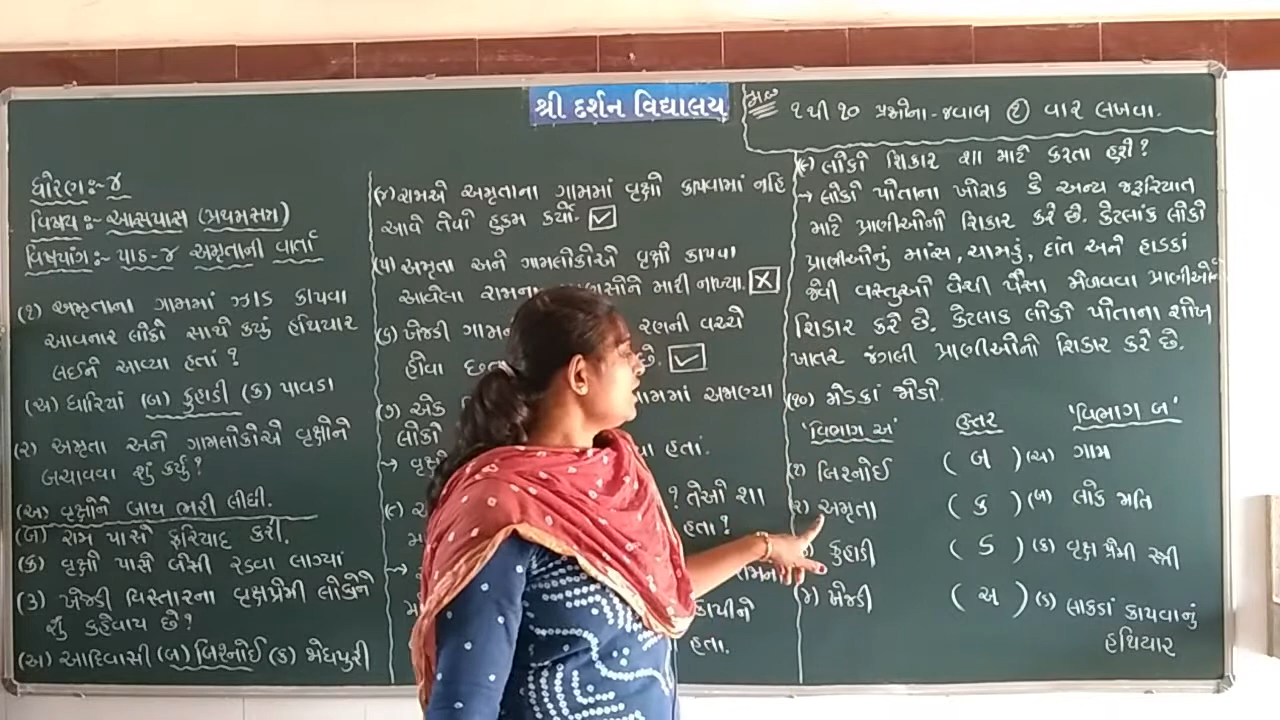 શ્રી દર્શન વિદ્યાલય
૧ થી ૧૦ પ્રશ્નોના - જવાબ ② વાર લખવા.
ધોરણ:- ૪
વિષય :- આસપાસ (પ્રથમસત્ર)
વિષયાંગ :- પાઠ-૪ અમૃતાની વાર્તા
(૧) અમૃતાના ગામમાં ઝાડ કાપવા
આવનાર લોકો સાથે કયું હથિયાર
લઈને આવ્યા હતાં ?
(અ) ધારિયાં (બ) કુહાડી (ક) પાવડા
(૨) અમૃતા અને ગામલોકોએ વૃક્ષોને
બચાવવા શું કર્યું ?
(અ) વૃક્ષોને બાથ ભરી લીધી.
(બ) રાજા પાસે ફરિયાદ કરી.
(ક) વૃક્ષો પાસે બેસી રડવા લાગ્યાં
(૩) ખેજડી વિસ્તારના વૃક્ષપ્રેમી લોકોને
શું કહેવાય છે ?
(અ) આદિવાસી (બ) બિશ્નોઈ (ક) જોધપુરી
(૪) રાજાએ અમૃતાના ગામમાં વૃક્ષો કાપવામાં નહિ
આવે તેવો હુકમ કર્યો. ☑
(૫) અમૃતા અને ગામલોકોએ વૃક્ષો કાપવા
આવેલા રાજાના મારી નાખ્યા. ☒
(૬) ખેજડી રણની વચ્ચે
હોવા છે. ☑
(૭) એક
લોકો હતાં.
? તેઓ શા
હતા ?
કાપીને
હતા.
(૯) લોકો શિકાર શા માટે કરતા હશે ?
→ લોકો પોતાના ખોરાક કે અન્ય જરૂરિયાત
માટે પ્રાણીઓનો શિકાર કરે છે. કેટલાંક લોકો
પ્રાણીઓનું માંસ, ચામડું, દાંત અને હાડકાં
જેવી વસ્તુઓ વેચી પૈસા મેળવવા પ્રાણીઓનો
શિકાર કરે છે. કેટલાક લોકો પોતાના શોખ
ખાતર જંગલી પ્રાણીઓનો શિકાર કરે છે.
(૧૦) જોડકાં જોડો.
'વિભાગ અ' ઉત્તર 'વિભાગ બ'
(૧) બિશ્નોઈ ( બ ) (અ) ગામ
(૨) અમૃતા ( ક ) (બ) લોક જાતિ
કુહાડી ( ડ ) (ક) વૃક્ષ પ્રેમી સ્ત્રી
(૪) ખેજડી ( અ ) (ડ) લાકડાં કાપવાનું
હથિયાર